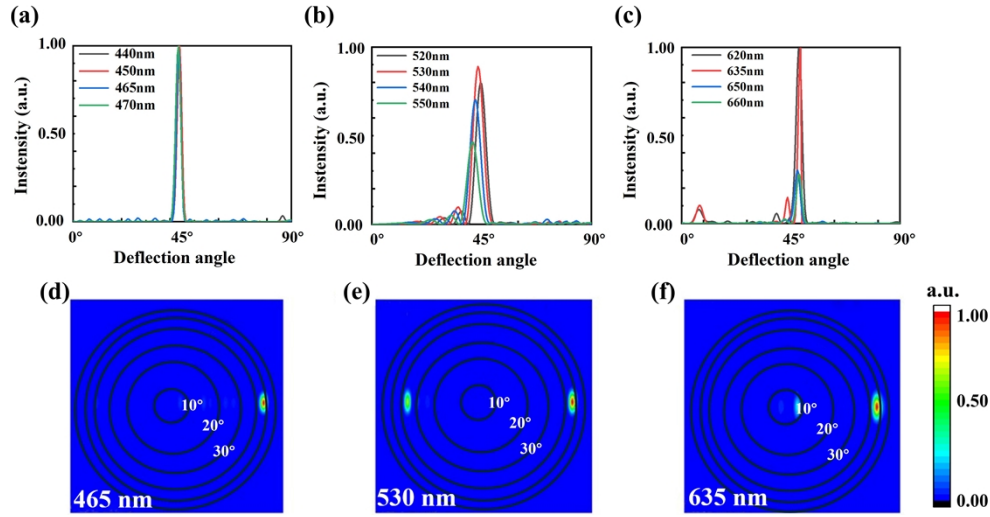 (a)
Instensity (a.u.)
1.00
0.50
0.00
440nm
450nm
465nm
470nm
0° 45° 90°
Deflection angle
(b)
Instensity (a.u.)
1.00
0.50
0.00
520nm
530nm
540nm
550nm
0° 45° 90°
Deflection angle
(c)
Instensity (a.u.)
1.00
0.50
0.00
620nm
635nm
650nm
660nm
0° 45° 90°
Deflection angle
(d)
10°
20°
30°
465 nm
(e)
10°
20°
30°
530 nm
(f)
10°
20°
30°
635 nm
a.u.
1.00
0.50
0.00